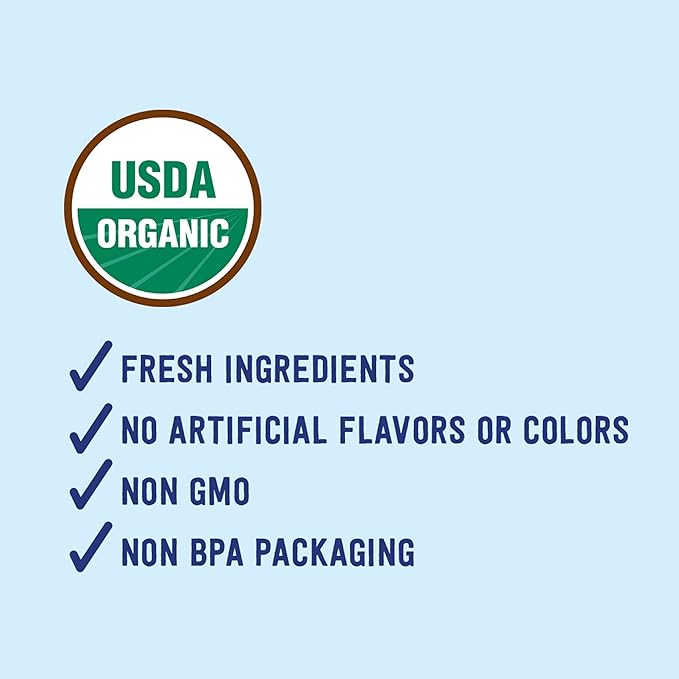 USDA
ORGANIC
FRESH INGREDIENTS
NO ARTIFICIAL FLAVORS OR COLORS
NON GMO
NON BPA PACKAGING